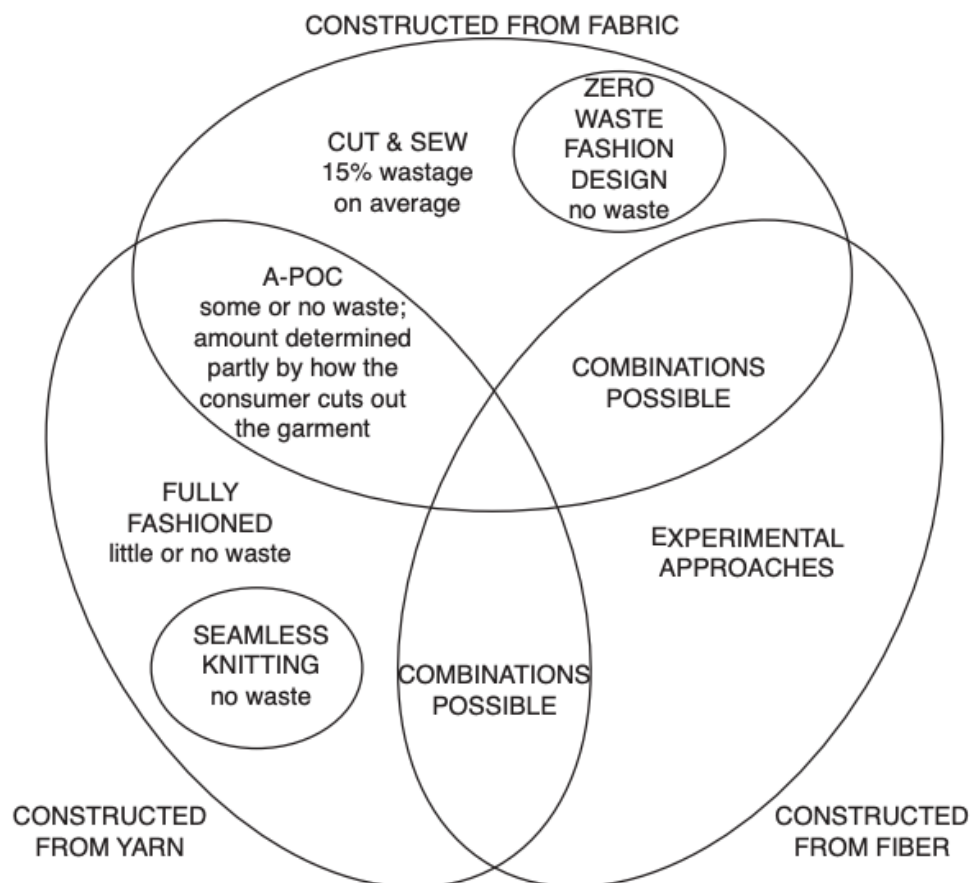 CONSTRUCTED FROM FABRIC
ZERO
WASTE
FASHION
DESIGN
no waste
CUT & SEW
15% wastage
on average
A-POC
some or no waste;
amount determined
partly by how the
consumer cuts out
the garment
COMBINATIONS
POSSIBLE
FULLY
FASHIONED
little or no waste
EXPERIMENTAL
APPROACHES
SEAMLESS
KNITTING
no waste
COMBINATIONS
POSSIBLE
CONSTRUCTED
FROM YARN
CONSTRUCTED
FROM FIBER